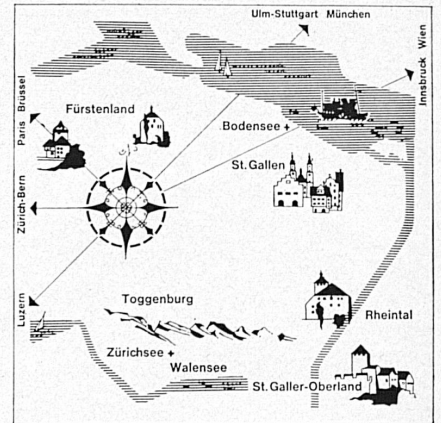 Ulm-Stuttgart München
Innsbruck Wien
Paris Brüssel
Fürstenland
Bodensee +
St. Gallen
Zürich-Bern
Luzern
Toggenburg
Rheintal
Zürichsee +
Walensee
St. Galler-Oberland